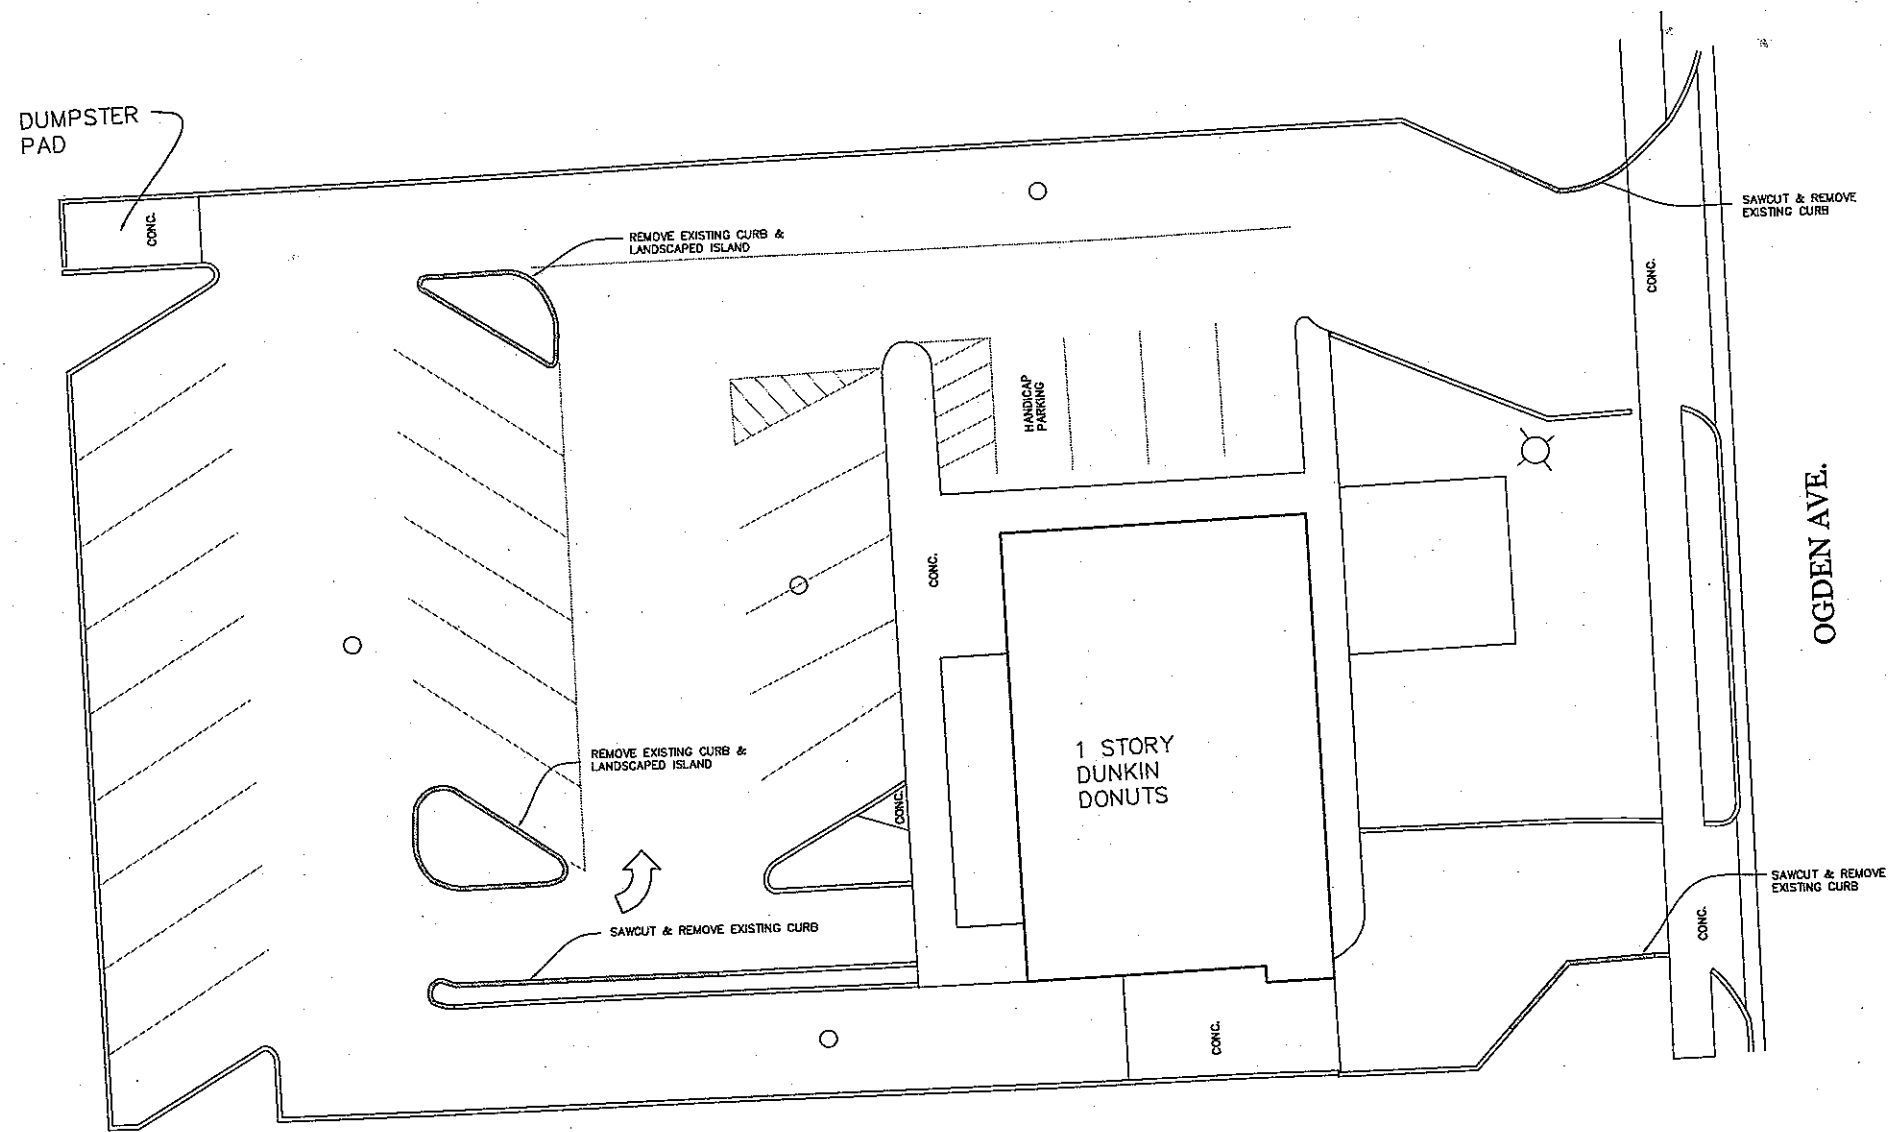 DUMPSTER
PAD
CONC.
REMOVE EXISTING CURB &
LANDSCAPED ISLAND
SAWCUT & REMOVE
EXISTING CURB
CONC.
HANDICAP
PARKING
OGDEN AVE.
CONC.
1 STORY
DUNKIN
DONUTS
REMOVE EXISTING CURB &
LANDSCAPED ISLAND
CONC.
SAWCUT & REMOVE
EXISTING CURB
CONC.
SAWCUT & REMOVE EXISTING CURB
CONC.